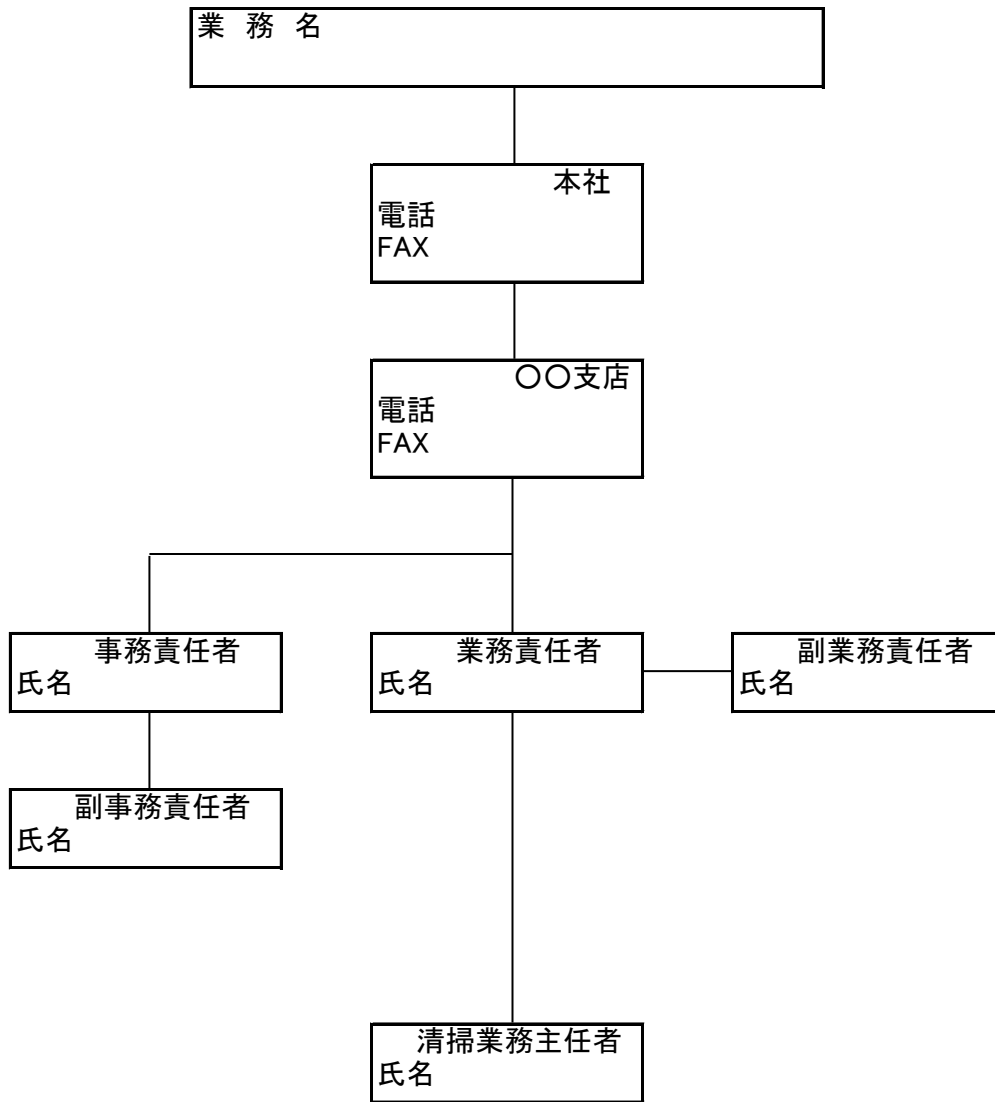 業 務 名
本社
電話
FAX
〇〇支店
電話
FAX
事務責任者
氏名
業務責任者
氏名
副業務責任者
氏名
副事務責任者
氏名
清掃業務主任者
氏名